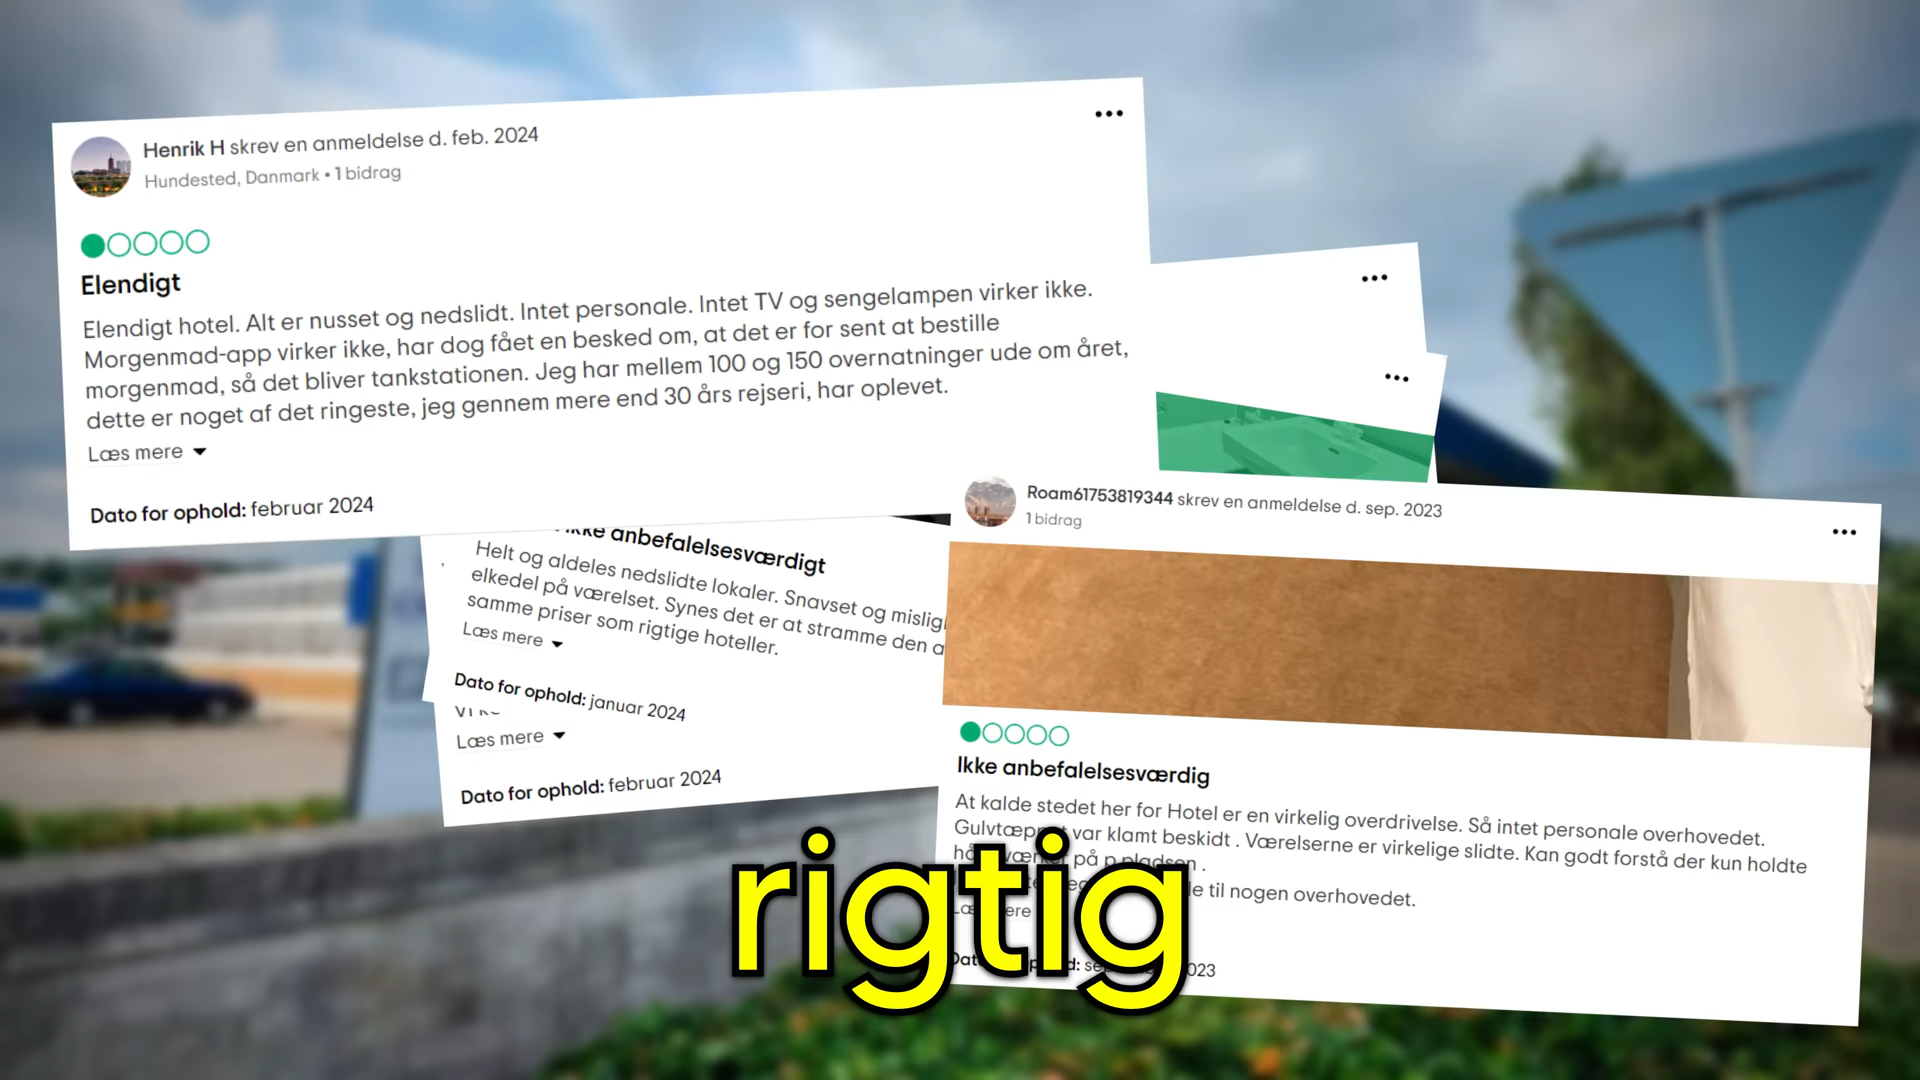 Henrik H skrev en anmeldelse d. feb. 2024
Hundested, Danmark • 1 bidrag
Elendigt
Elendigt hotel. Alt er nusset og nedslidt. Intet personale. Intet TV og sengelampen virker ikke.
Morgenmad-app virker ikke, har dog fået en besked om, at det er for sent at bestille
morgenmad, så det bliver tankstationen. Jeg har mellem 100 og 150 overnatninger ude om året,
dette er noget af det ringeste, jeg gennem mere end 30 års rejseri, har oplevet.
Læs mere
Dato for ophold: februar 2024
anbefalelsesværdigt
Helt og aldeles nedslidte lokaler. Snavset og
elkedel på værelset. Synes det er at stramme den
samme priser som rigtige hoteller.
Læs mere
Dato for ophold: januar 2024
Læs mere
Dato for ophold: februar 2024
Roam61753819344 skrev en anmeldelse d. sep. 2023
1 bidrag
Ikke anbefalelsesværdig
At kalde stedet her for Hotel er en virkelig overdrivelse. Så intet personale overhovedet.
var klamt beskidt . Værelserne er virkelige slidte. Kan godt forstå der kun holdte
på p pladsen .
til nogen overhovedet.
rigtig